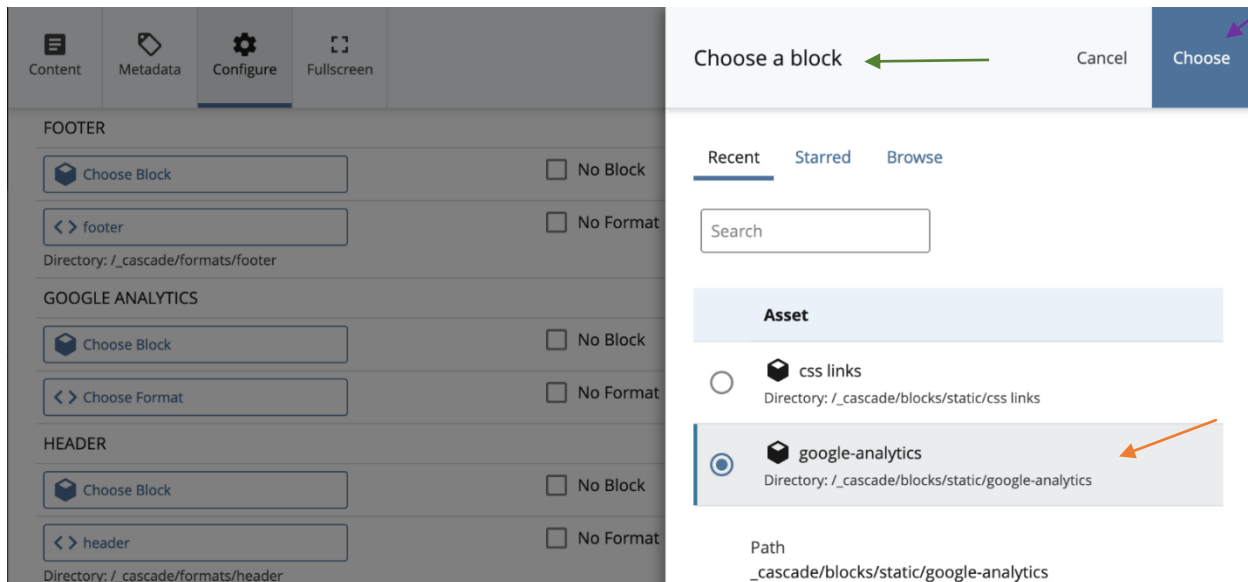 Content
Metadata
Configure
Fullscreen
FOOTER
Choose Block
No Block
footer
No Format
Directory: /_cascade/formats/footer
GOOGLE ANALYTICS
Choose Block
No Block
Choose Format
No Format
HEADER
Choose Block
No Block
header
No Format
Directory: /_cascade/formats/header
Choose a block
Cancel
Choose
Recent
Starred
Browse
Search
Asset
css links
Directory: /_cascade/blocks/static/css links
google-analytics
Directory: /_cascade/blocks/static/google-analytics
Path
_cascade/blocks/static/google-analytics